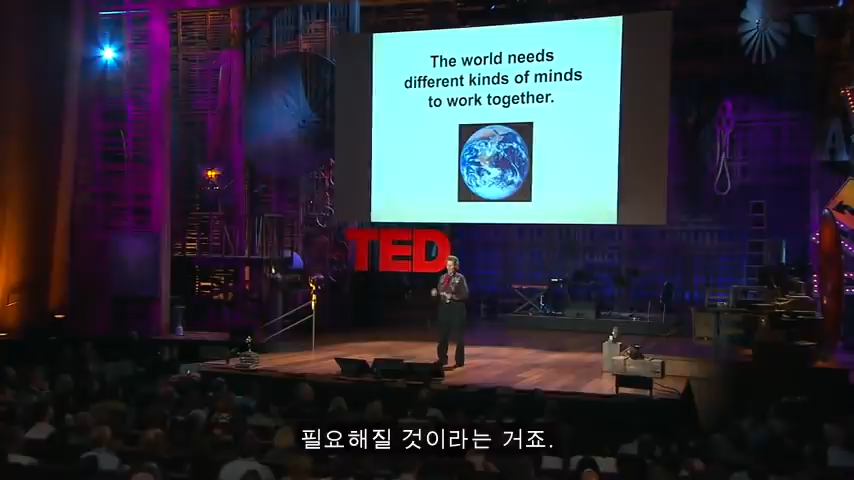 The world needs
different kinds of minds
to work together.
TED
필요해질 것이라는 거죠.